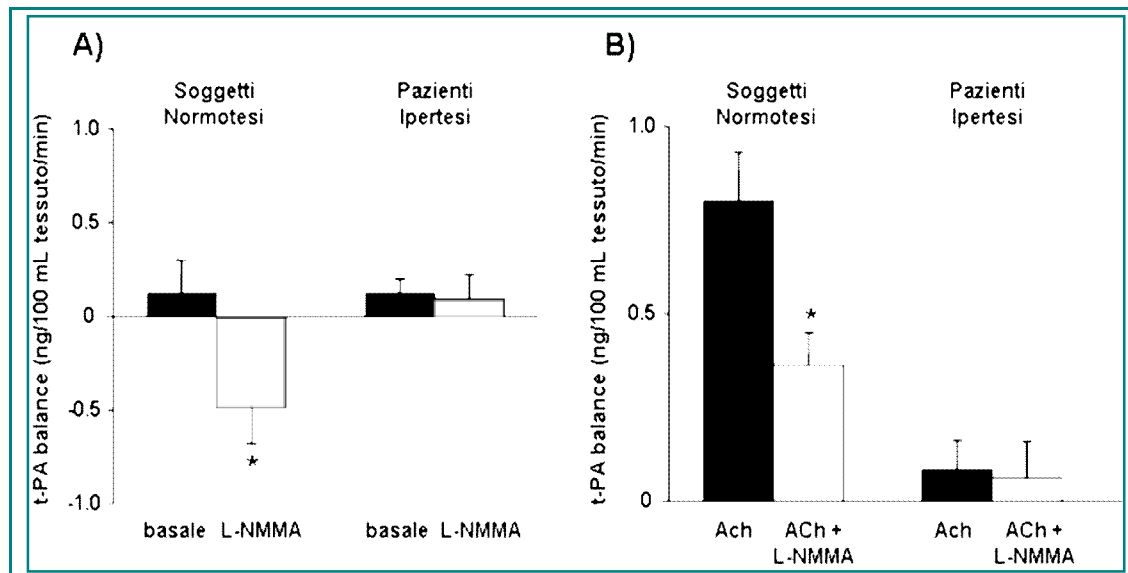 A)
Soggetti
Normotesi
Pazienti
Ipertesi
t-PA balance (ng/100 mL tessuto/min)
1.0
0.5
0
-0.5
-1.0
*
basale L-NMMA
basale L-NMMA
B)
Soggetti
Normotesi
Pazienti
Ipertesi
t-PA balance (ng/100 mL tessuto/min)
1.0
0.5
0
*
Ach
ACh +
L-NMMA
Ach
ACh +
L-NMMA